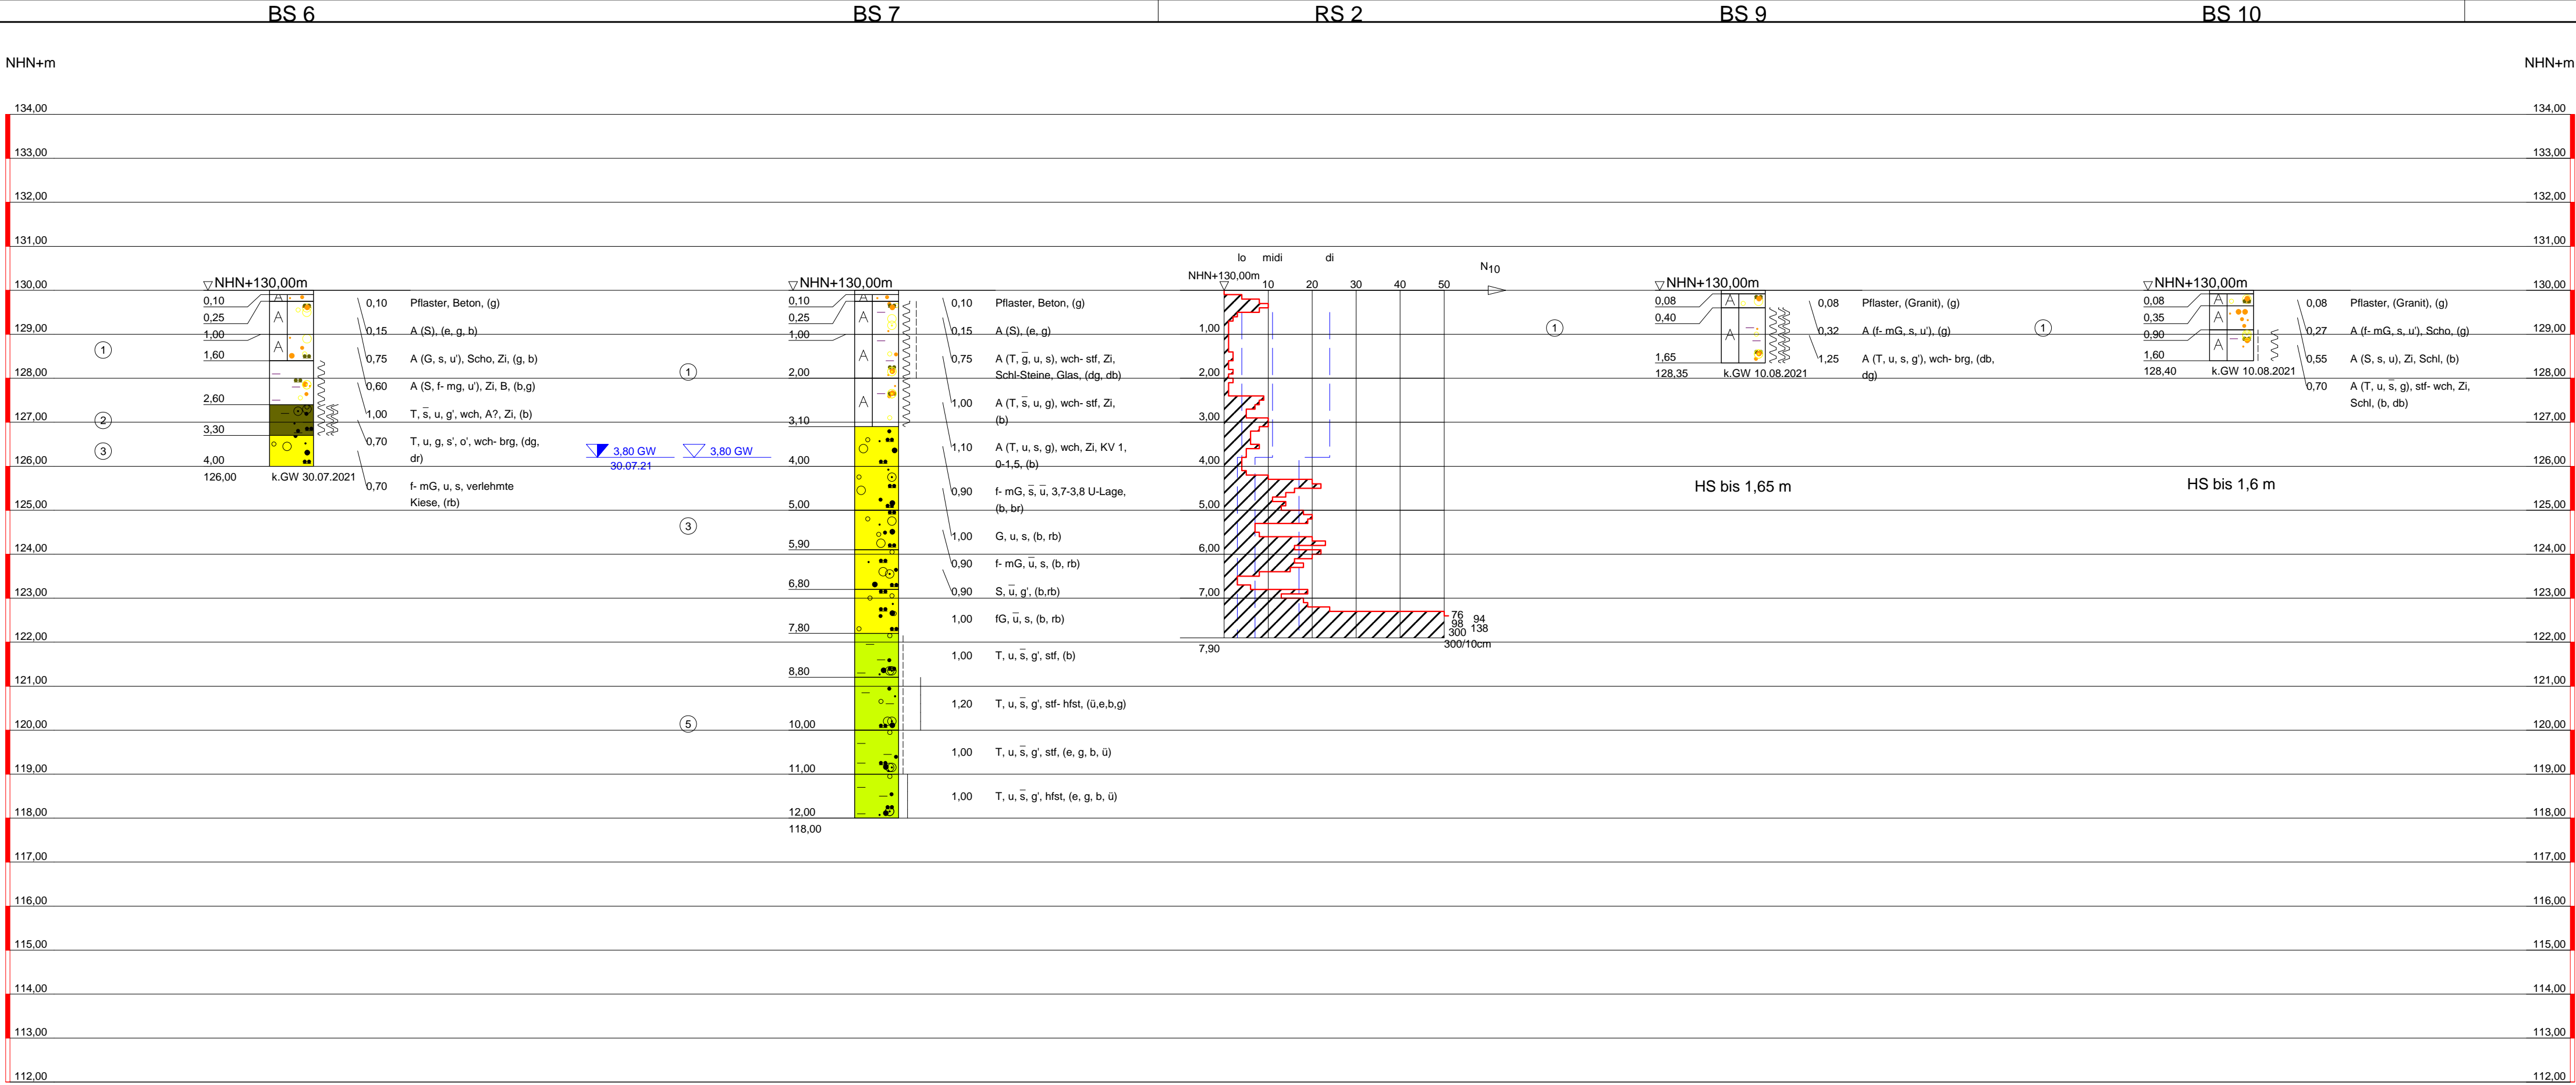 BS 6
BS 7
RS 2
BS 9
BS 10
NHN+m
NHN+m
134,00
133,00
132,00
131,00
130,00
129,00
128,00
127,00
126,00
125,00
124,00
123,00
122,00
121,00
120,00
119,00
118,00
117,00
116,00
115,00
114,00
113,00
112,00
NHN+130,00m
0,10
0,25
1,00
1,60
2,60
3,30
4,00
126,00
k.GW 30.07.2021
A
A
A
1
2
3
0,10 Pflaster, Beton, (g)
0,15 A (S), (e, g, b)
0,75 A (G, s, u'), Scho, Zi, (g, b)
0,60 A (S, f- mg, u'), Zi, B, (b,g)
1,00 T, s̅, u, g', wch, A?, Zi, (b)
0,70 T, u, g, s', o', wch- brg, (dg,
dr)
0,70 f- mG, u, s, verlehmte
Kiese, (rb)
3,80 GW
30.07.21
3,80 GW
NHN+130,00m
0,10
0,25
1,00
2,00
3,10
4,00
5,00
5,90
6,80
7,80
8,80
10,00
11,00
12,00
118,00
A
A
A
A
1
3
5
0,10 Pflaster, Beton, (g)
0,15 A (S), (e, g)
0,75 A (T, g̅, u, s), wch- stf, Zi,
Schl-Steine, Glas, (dg, db)
1,00 A (T, s̅, u, g), wch- stf, Zi,
(b)
1,10 A (T, u, s, g), wch, Zi, KV 1,
0-1,5, (b)
0,90 f- mG, s̅, u̅, 3,7-3,8 U-Lage,
(b, br)
1,00 G, u, s, (b, rb)
0,90 f- mG, u̅, s, (b, rb)
0,90 S, u̅, g', (b,rb)
1,00 fG, u̅, s, (b, rb)
1,00 T, u, s̅, g', stf, (b)
1,20 T, u, s̅, g', stf- hfst, (ü,e,b,g)
1,00 T, u, s̅, g', stf, (e, g, b, ü)
1,00 T, u, s̅, g', hfst, (e, g, b, ü)
lo midi di
NHN+130,00m
10 20 30 40 50
N10
1,00
2,00
3,00
4,00
5,00
6,00
7,00
7,90
76 94
98 138
300
300/10cm
NHN+130,00m
0,08
0,40
1,65
128,35
k.GW 10.08.2021
A
A
1
0,08 Pflaster, (Granit), (g)
0,32 A (f- mG, s, u'), (g)
1,25 A (T, u, s, g'), wch- brg, (db,
dg)
HS bis 1,65 m
NHN+130,00m
0,08
0,35
0,90
1,60
128,40
k.GW 10.08.2021
A
A
A
1
0,08 Pflaster, (Granit), (g)
0,27 A (f- mG, s, u'), Scho, (g)
0,55 A (S, s, u), Zi, Schl, (b)
0,70 A (T, u, s̅, g), stf- wch, Zi,
Schl, (b, db)
HS bis 1,6 m
134,00
133,00
132,00
131,00
130,00
129,00
128,00
127,00
126,00
125,00
124,00
123,00
122,00
121,00
120,00
119,00
118,00
117,00
116,00
115,00
114,00
113,00
112,00